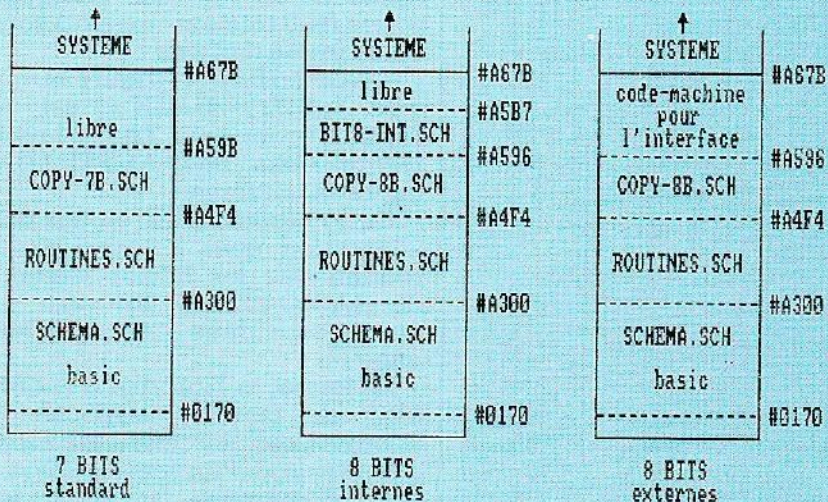 SYSTEME
#A67B
libre
#A59B
COPY-7B.SCH
#A4F4
ROUTINES.SCH
#A300
SCHEMA.SCH
basic
#0170
7 BITS
standard
SYSTEME
#A67B
libre
#A5B7
BIT8-INT.SCH
#A596
COPY-8B.SCH
#A4F4
ROUTINES.SCH
#A300
SCHEMA.SCH
basic
#0170
8 BITS
internes
SYSTEME
#A67B
code-machine
pour
l'interface
#A596
COPY-8B.SCH
#A4F4
ROUTINES.SCH
#A300
SCHEMA.SCH
basic
#0170
8 BITS
externes